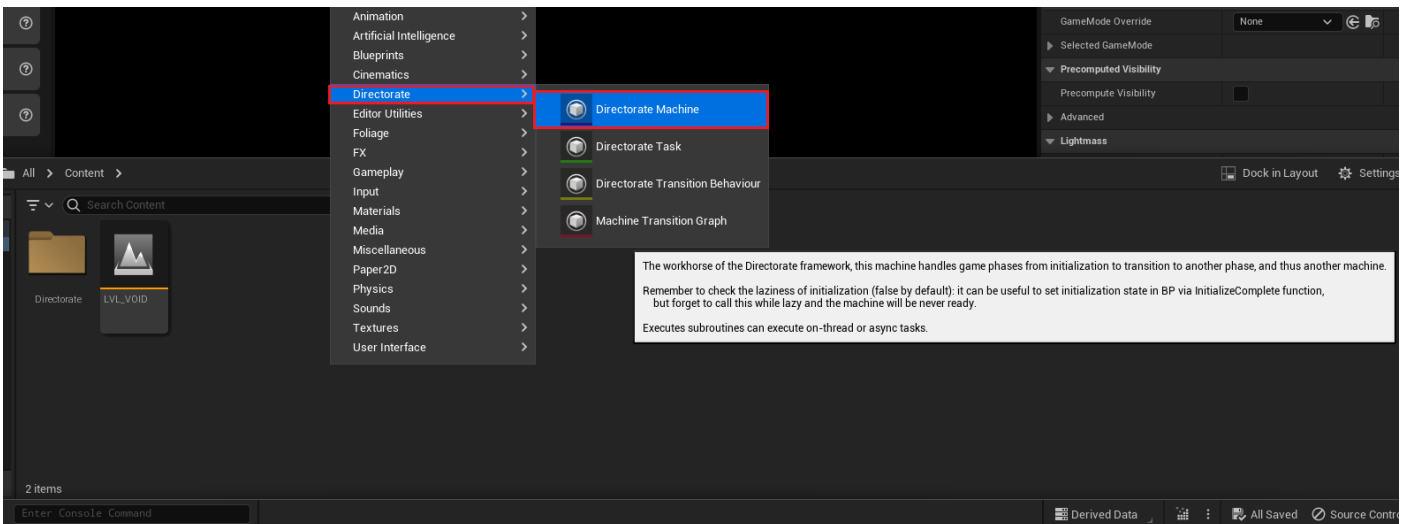 Animation
Artificial Intelligence
Blueprints
Cinematics
Directorate
Editor Utilities
Foliage
FX
Gameplay
Input
Materials
Media
Miscellaneous
Paper2D
Physics
Sounds
Textures
User Interface
Directorate Machine
Directorate Task
Directorate Transition Behaviour
Machine Transition Graph
The workhorse of the Directorate framework, this machine handles game phases from initialization to transition to another phase, and thus another machine.
Remember to check the laziness of initialization (false by default): it can be useful to set initialization state in BP via InitializeComplete function,
but forget to call this while lazy and the machine will be never ready.
Executes subroutines can execute on-thread or async tasks.
GameMode Override None
Selected GameMode
Precomputed Visibility
Precompute Visibility
Advanced
Lightmass
All > Content >
Dock in Layout Settings
Search Content
Directorate LVL_VOID
2 items
Enter Console Command
Derived Data All Saved Source Contro